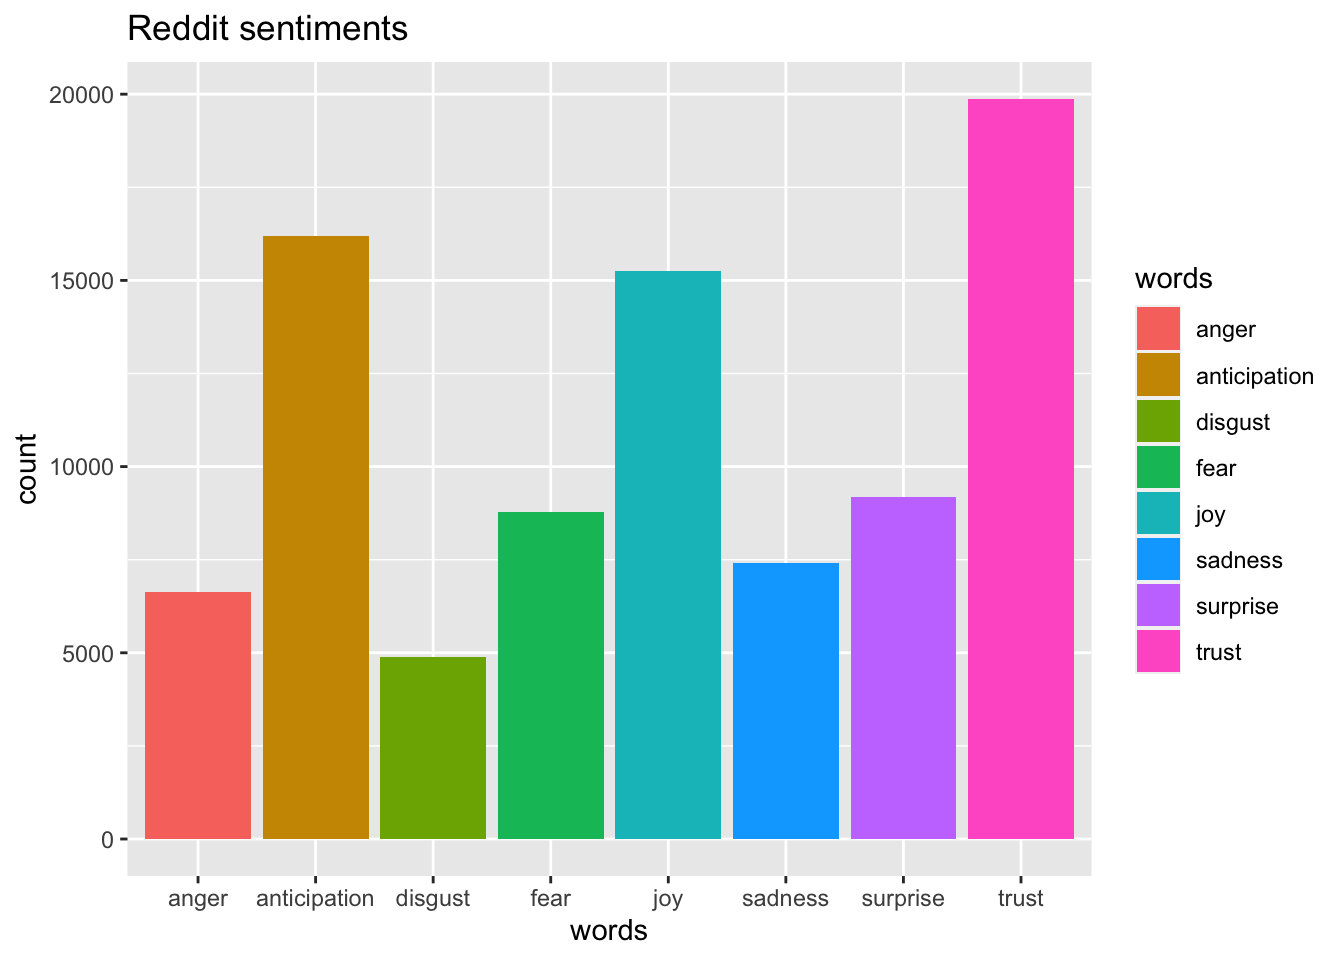 Reddit sentiments
20000
15000
10000
5000
0
count
anger anticipation disgust fear joy sadness surprise trust
words
words
anger
anticipation
disgust
fear
joy
sadness
surprise
trust